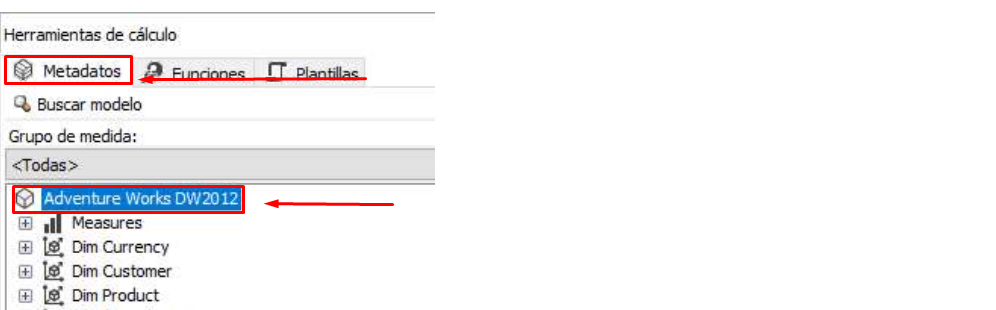 Herramientas de cálculo
Metadatos Funciones Plantillas
Buscar modelo
Grupo de medida:
<Todas>
Adventure Works DW2012
Measures
Dim Currency
Dim Customer
Dim Product